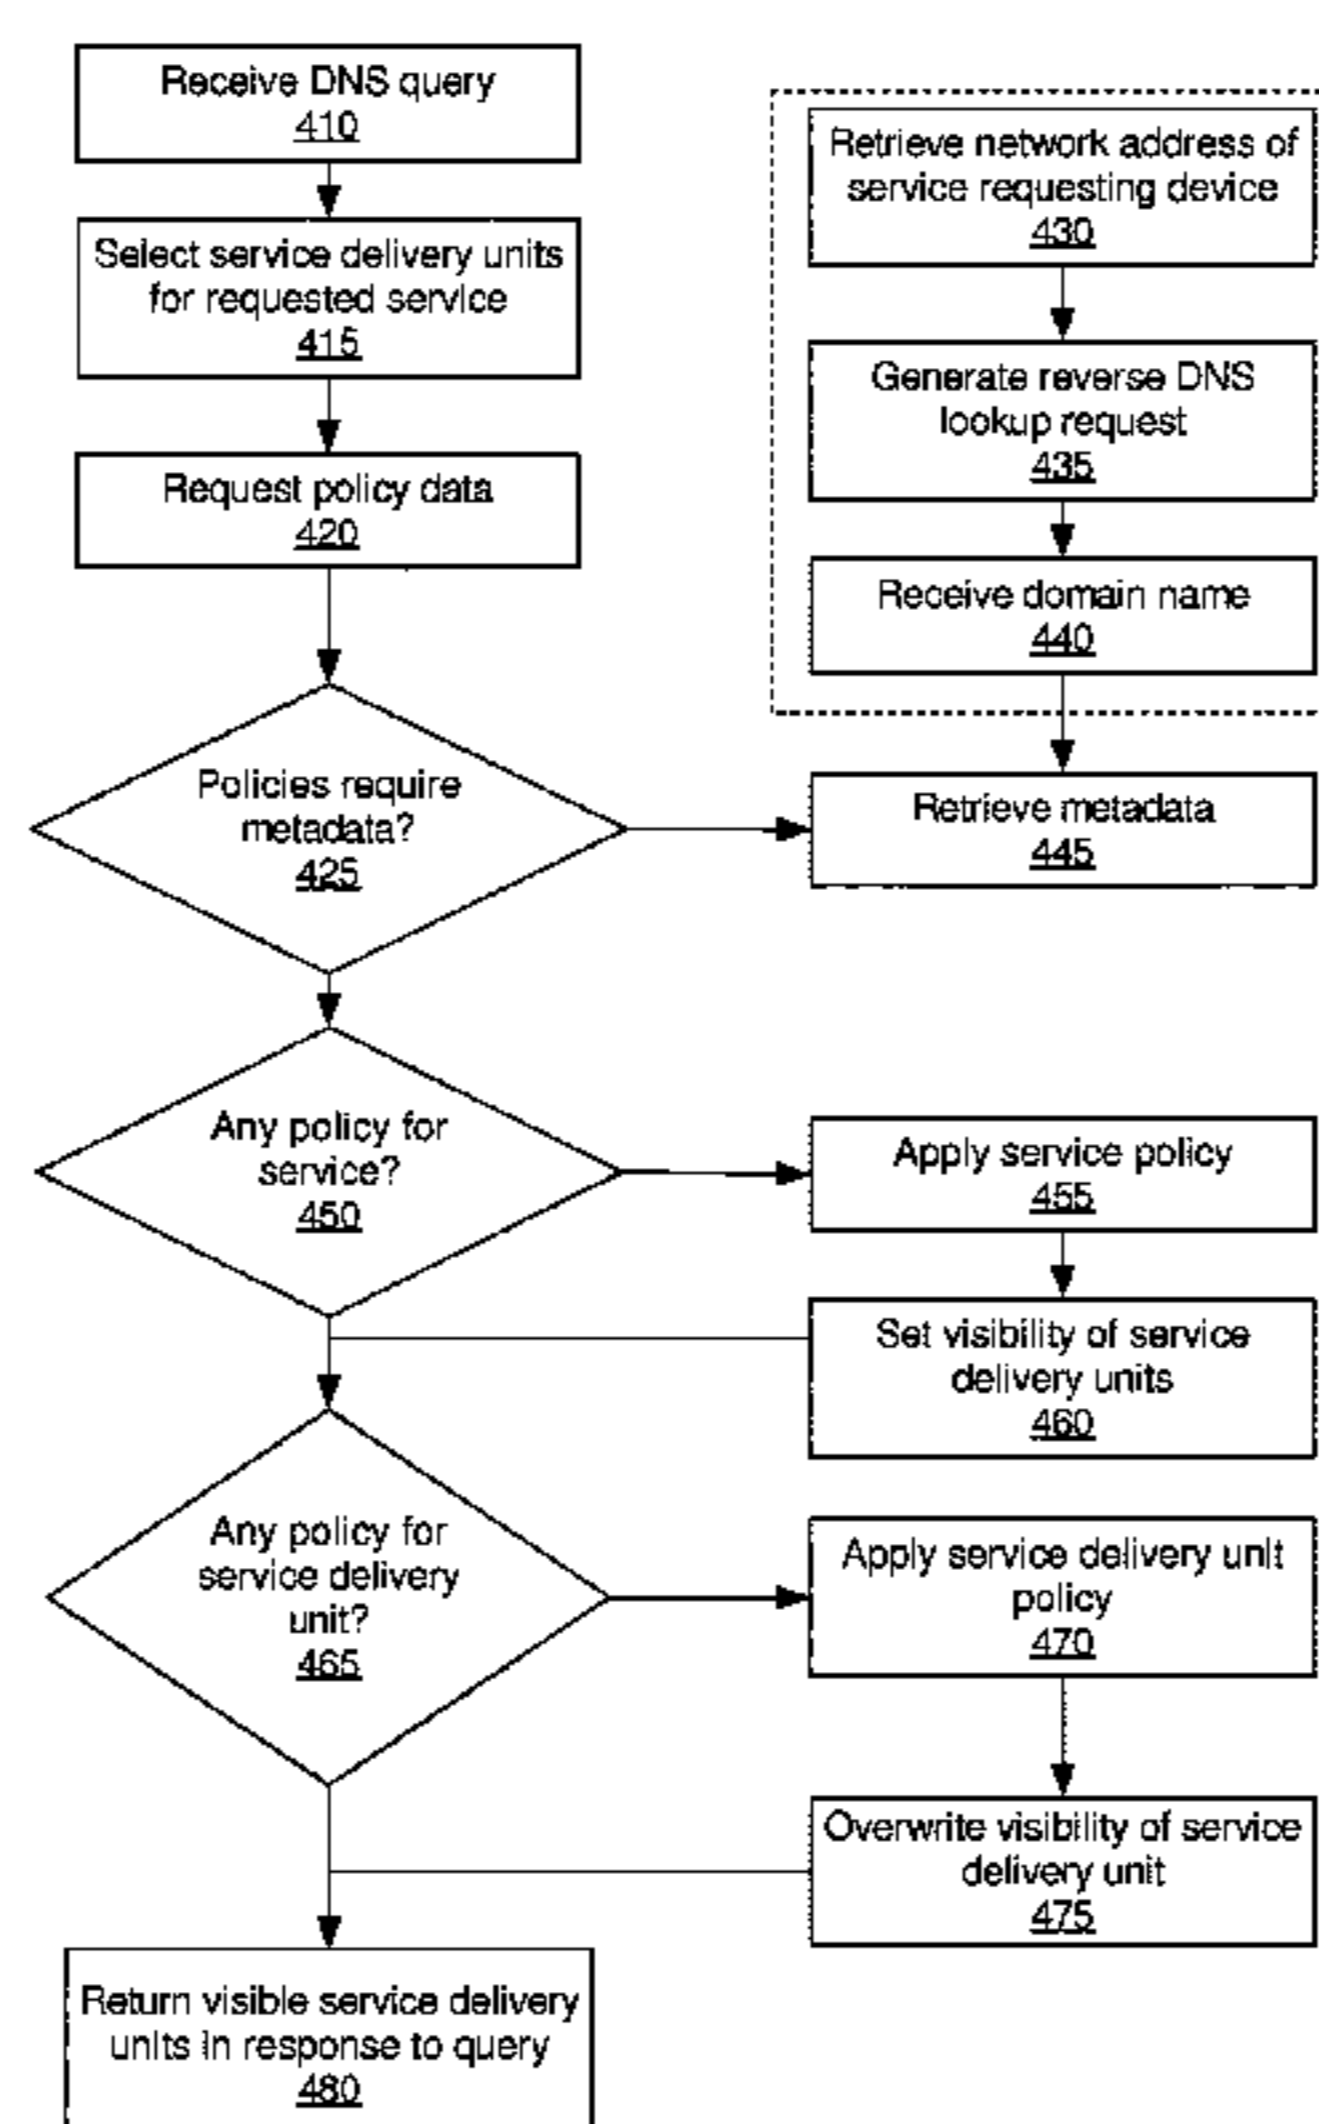 Receive DNS query
410
Select service delivery units
for requested service
415
Request policy data
420
Policies require
metadata?
425
Retrieve network address of
service requesting device
430
Generate reverse DNS
lookup request
435
Receive domain name
440
Retrieve metadata
445
Any policy for
service?
450
Apply service policy
455
Set visibility of service
delivery units
460
Any policy for
service delivery
unit?
465
Apply service delivery unit
policy
470
Overwrite visibility of service
delivery unit
475
Return visible service delivery
units in response to query
480